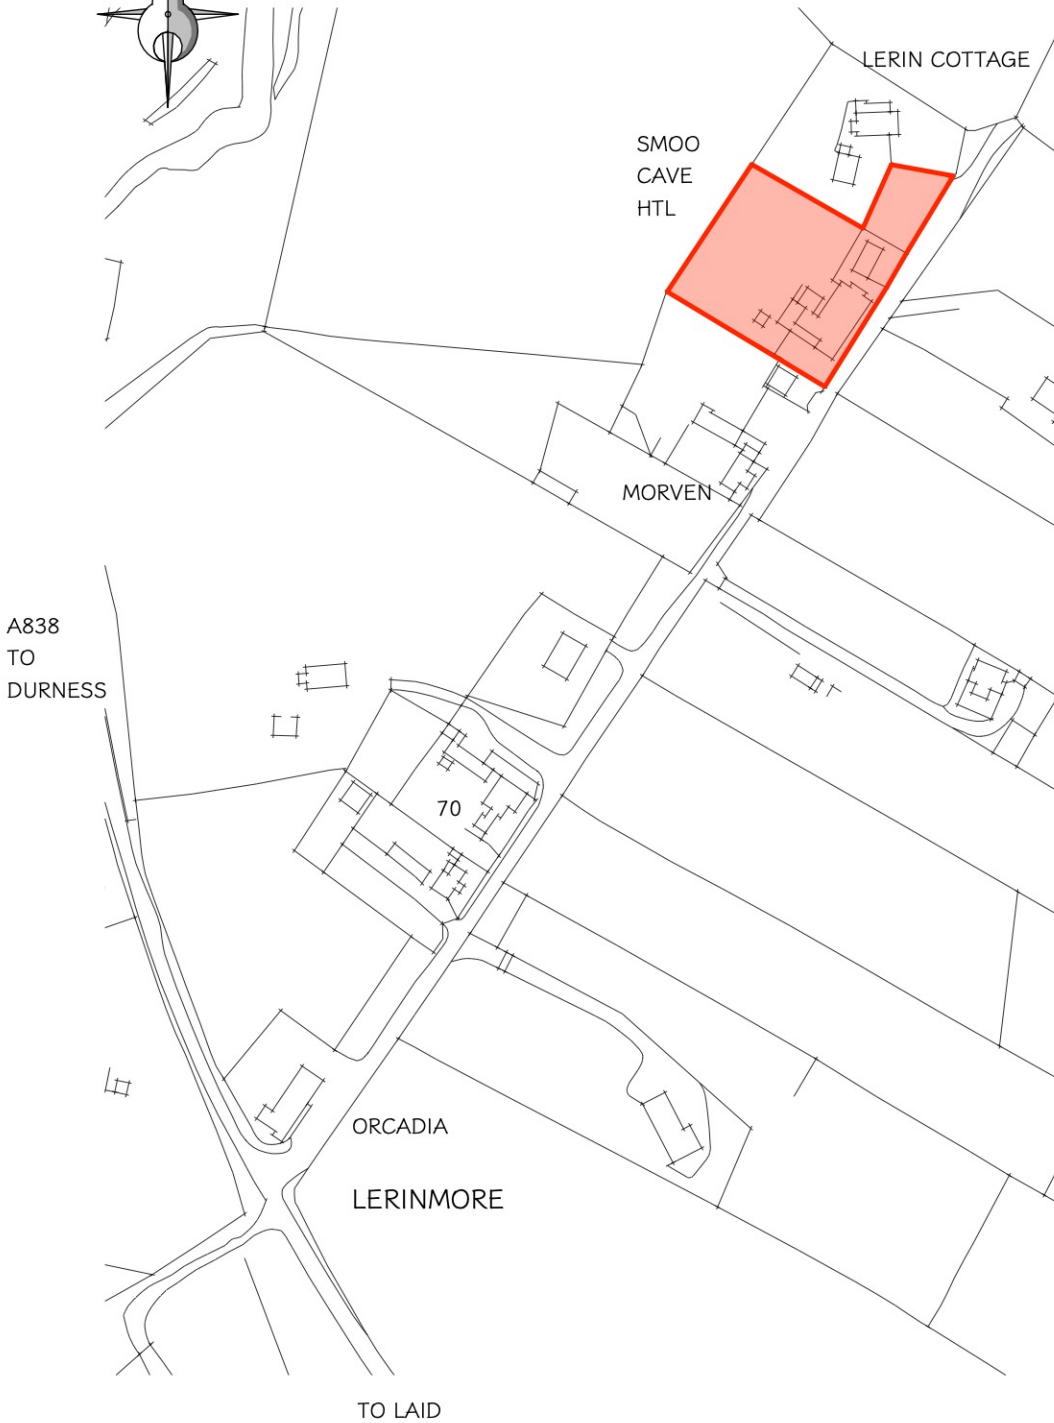 LERIN COTTAGE
SMOO
CAVE
HTL
MORVEN
A838
TO
DURNESS
70
ORCADIA
LERINMORE
TO LAID